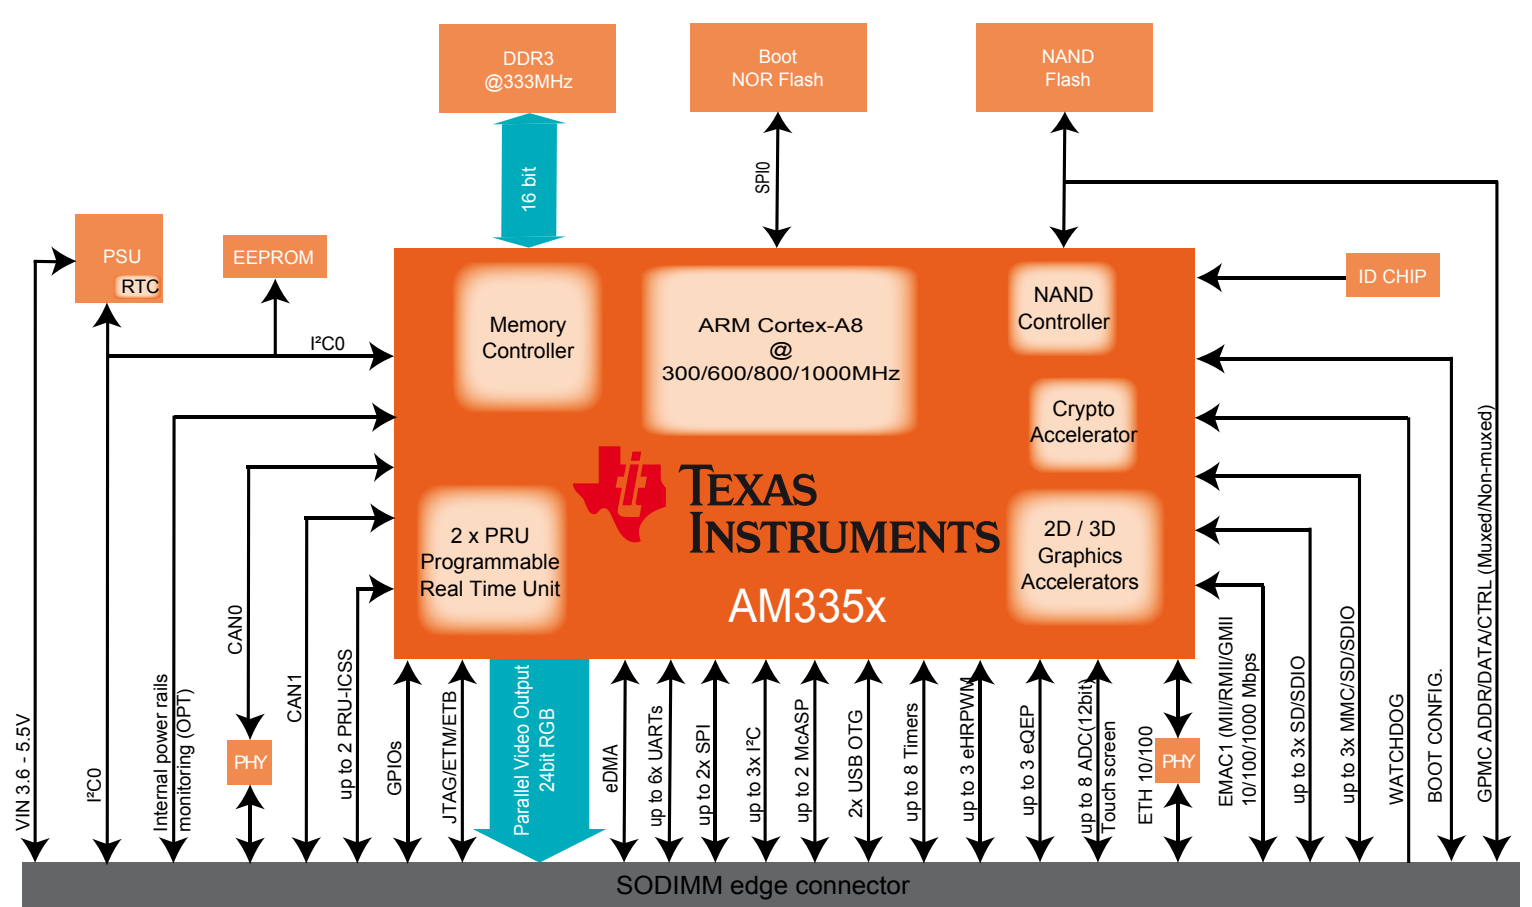 DDR3
@333MHz
Boot
NOR Flash
NAND
Flash
16 bit
SPI0
PSU
RTC
EEPROM
I²C0
ID CHIP
Memory
Controller
ARM Cortex-A8
@
300/600/800/1000MHz
NAND
Controller
Crypto
Accelerator
TEXAS
INSTRUMENTS
AM335x
2 x PRU
Programmable
Real Time Unit
2D / 3D
Graphics
Accelerators
VIN 3.6 - 5.5V
I²C0
Internal power rails
monitoring (OPT)
CAN0
PHY
CAN1
up to 2 PRU-ICSS
GPIOs
JTAG/ETM/ETB
Parallel Video Output
24bit RGB
eDMA
up to 6x UARTs
up to 2x SPI
up to 3x I²C
up to 2 McASP
2x USB OTG
up to 8 Timers
up to 3 eHRPWM
up to 3 eQEP
up to 8 ADC(12bit)
Touch screen
ETH 10/100
PHY
EMAC1 (MII/RMII/GMII
10/100/1000 Mbps
up to 3x SD/SDIO
up to 3x MMC/SD/SDIO
WATCHDOG
BOOT CONFIG.
GPMC ADDR/DATA/CTRL (Muxed/Non-muxed)
SODIMM edge connector